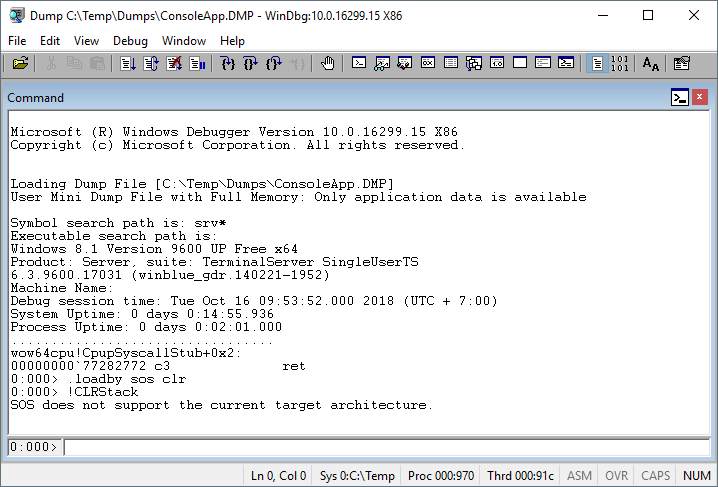 Dump C:\Temp\Dumps\ConsoleApp.DMP - WinDbg:10.0.16299.15 X86
File Edit View Debug Window Help
101
101
AA
Command
Microsoft (R) Windows Debugger Version 10.0.16299.15 X86
Copyright (c) Microsoft Corporation. All rights reserved.
Loading Dump File [C:\Temp\Dumps\ConsoleApp.DMP]
User Mini Dump File with Full Memory: Only application data is available
Symbol search path is: srv*
Executable search path is:
Windows 8.1 Version 9600 UP Free x64
Product: Server, suite: TerminalServer SingleUserTS
6.3.9600.17031 (winblue_gdr.140221-1952)
Machine Name:
Debug session time: Tue Oct 16 09:53:52.000 2018 (UTC + 7:00)
System Uptime: 0 days 0:14:55.936
Process Uptime: 0 days 0:02:01.000
................................
wow64cpu!CpupSyscallStub+0x2:
00000000`77282772 c3 ret
0:000> .loadby sos clr
0:000> !CLRStack
SOS does not support the current target architecture.
0:000>
Ln 0, Col 0 Sys 0:C:\Temp Proc 000:970 Thrd 000:91c ASM OVR CAPS NUM